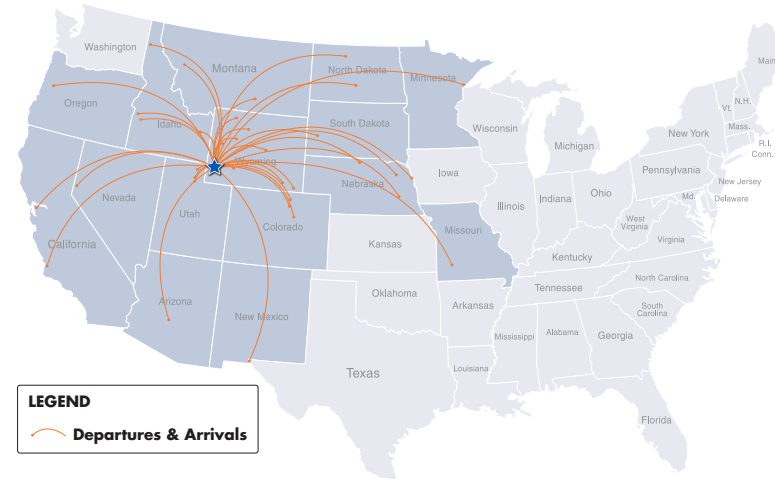 Washington
Montana
North Dakota
Minnesota
Oregon
Idaho
South Dakota
Wisconsin
Michigan
New York
Vt.
N.H.
Mass.
R.I.
Conn.
Wyoming
Nebraska
Iowa
Illinois
Indiana
Ohio
Pennsylvania
New Jersey
Md.
Delaware
Nevada
Utah
Colorado
California
Kansas
Missouri
West
Virginia
Virginia
Kentucky
Arizona
New Mexico
Oklahoma
Arkansas
Tennessee
North Carolina
South
Carolina
Mississippi
Alabama
Georgia
Texas
Louisiana
Florida
LEGEND
Departures & Arrivals